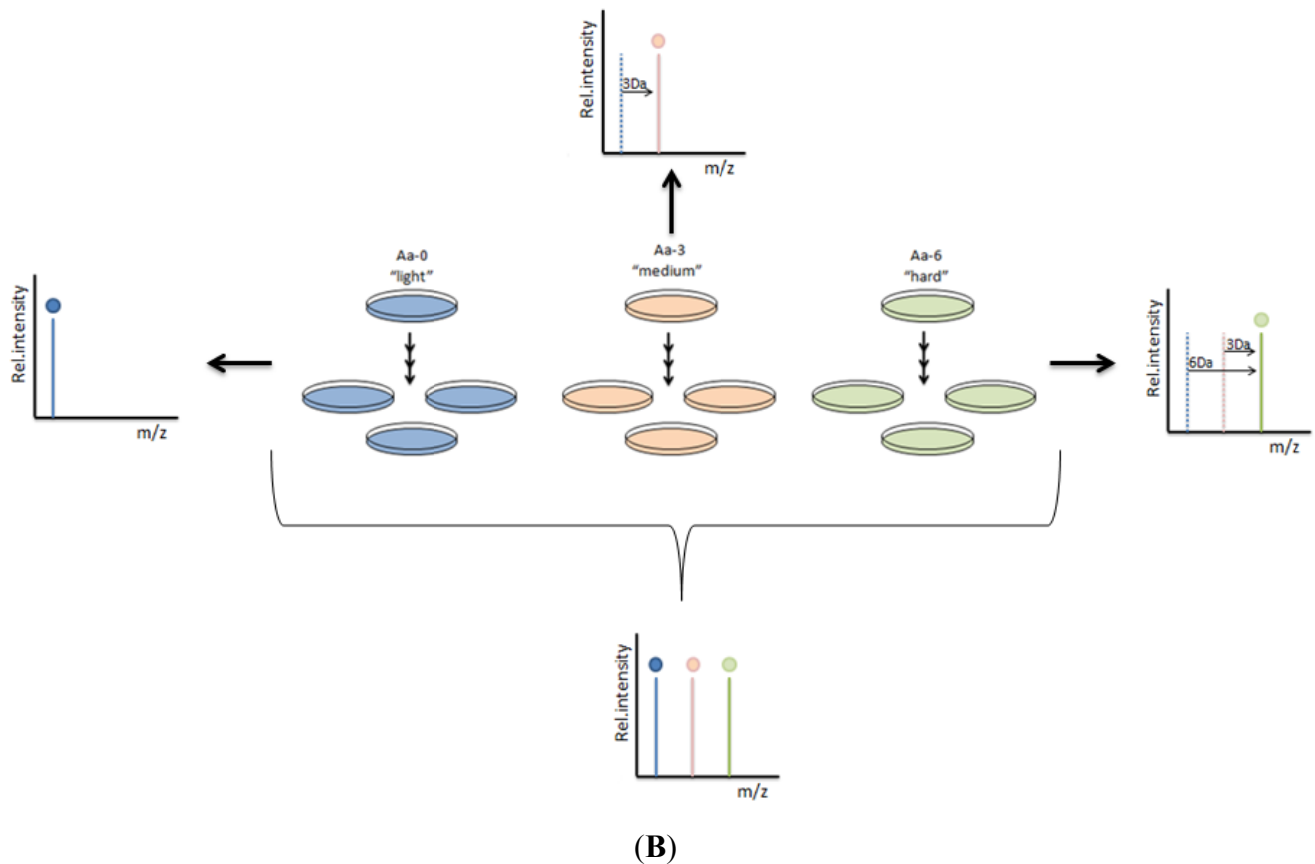 Rel.intensity
3Da
m/z
Aa-0
"light"
Aa-3
"medium"
Aa-6
"hard"
Rel.intensity
m/z
Rel.intensity
3Da
6Da
m/z
Rel.intensity
m/z
(B)